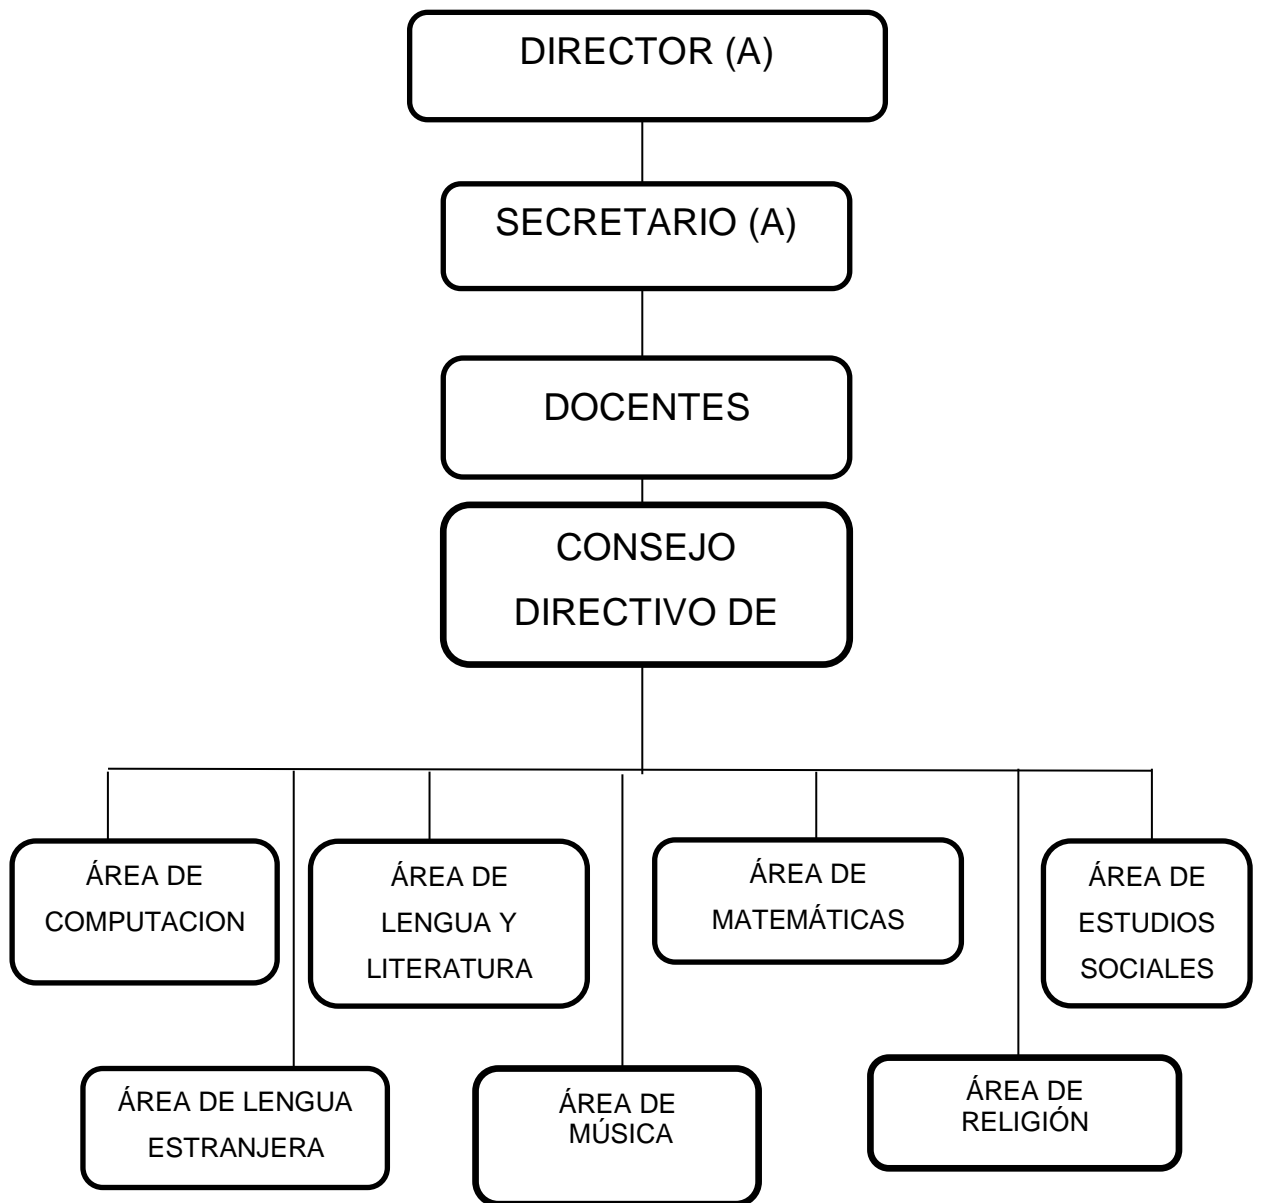 DIRECTOR (A)
SECRETARIO (A)
DOCENTES
CONSEJO
DIRECTIVO DE
ÁREA DE
COMPUTACION
ÁREA DE
LENGUA Y
LITERATURA
ÁREA DE
MATEMÁTICAS
ÁREA DE
ESTUDIOS
SOCIALES
ÁREA DE LENGUA
ESTRANJERA
ÁREA DE
MÚSICA
ÁREA DE
RELIGIÓN